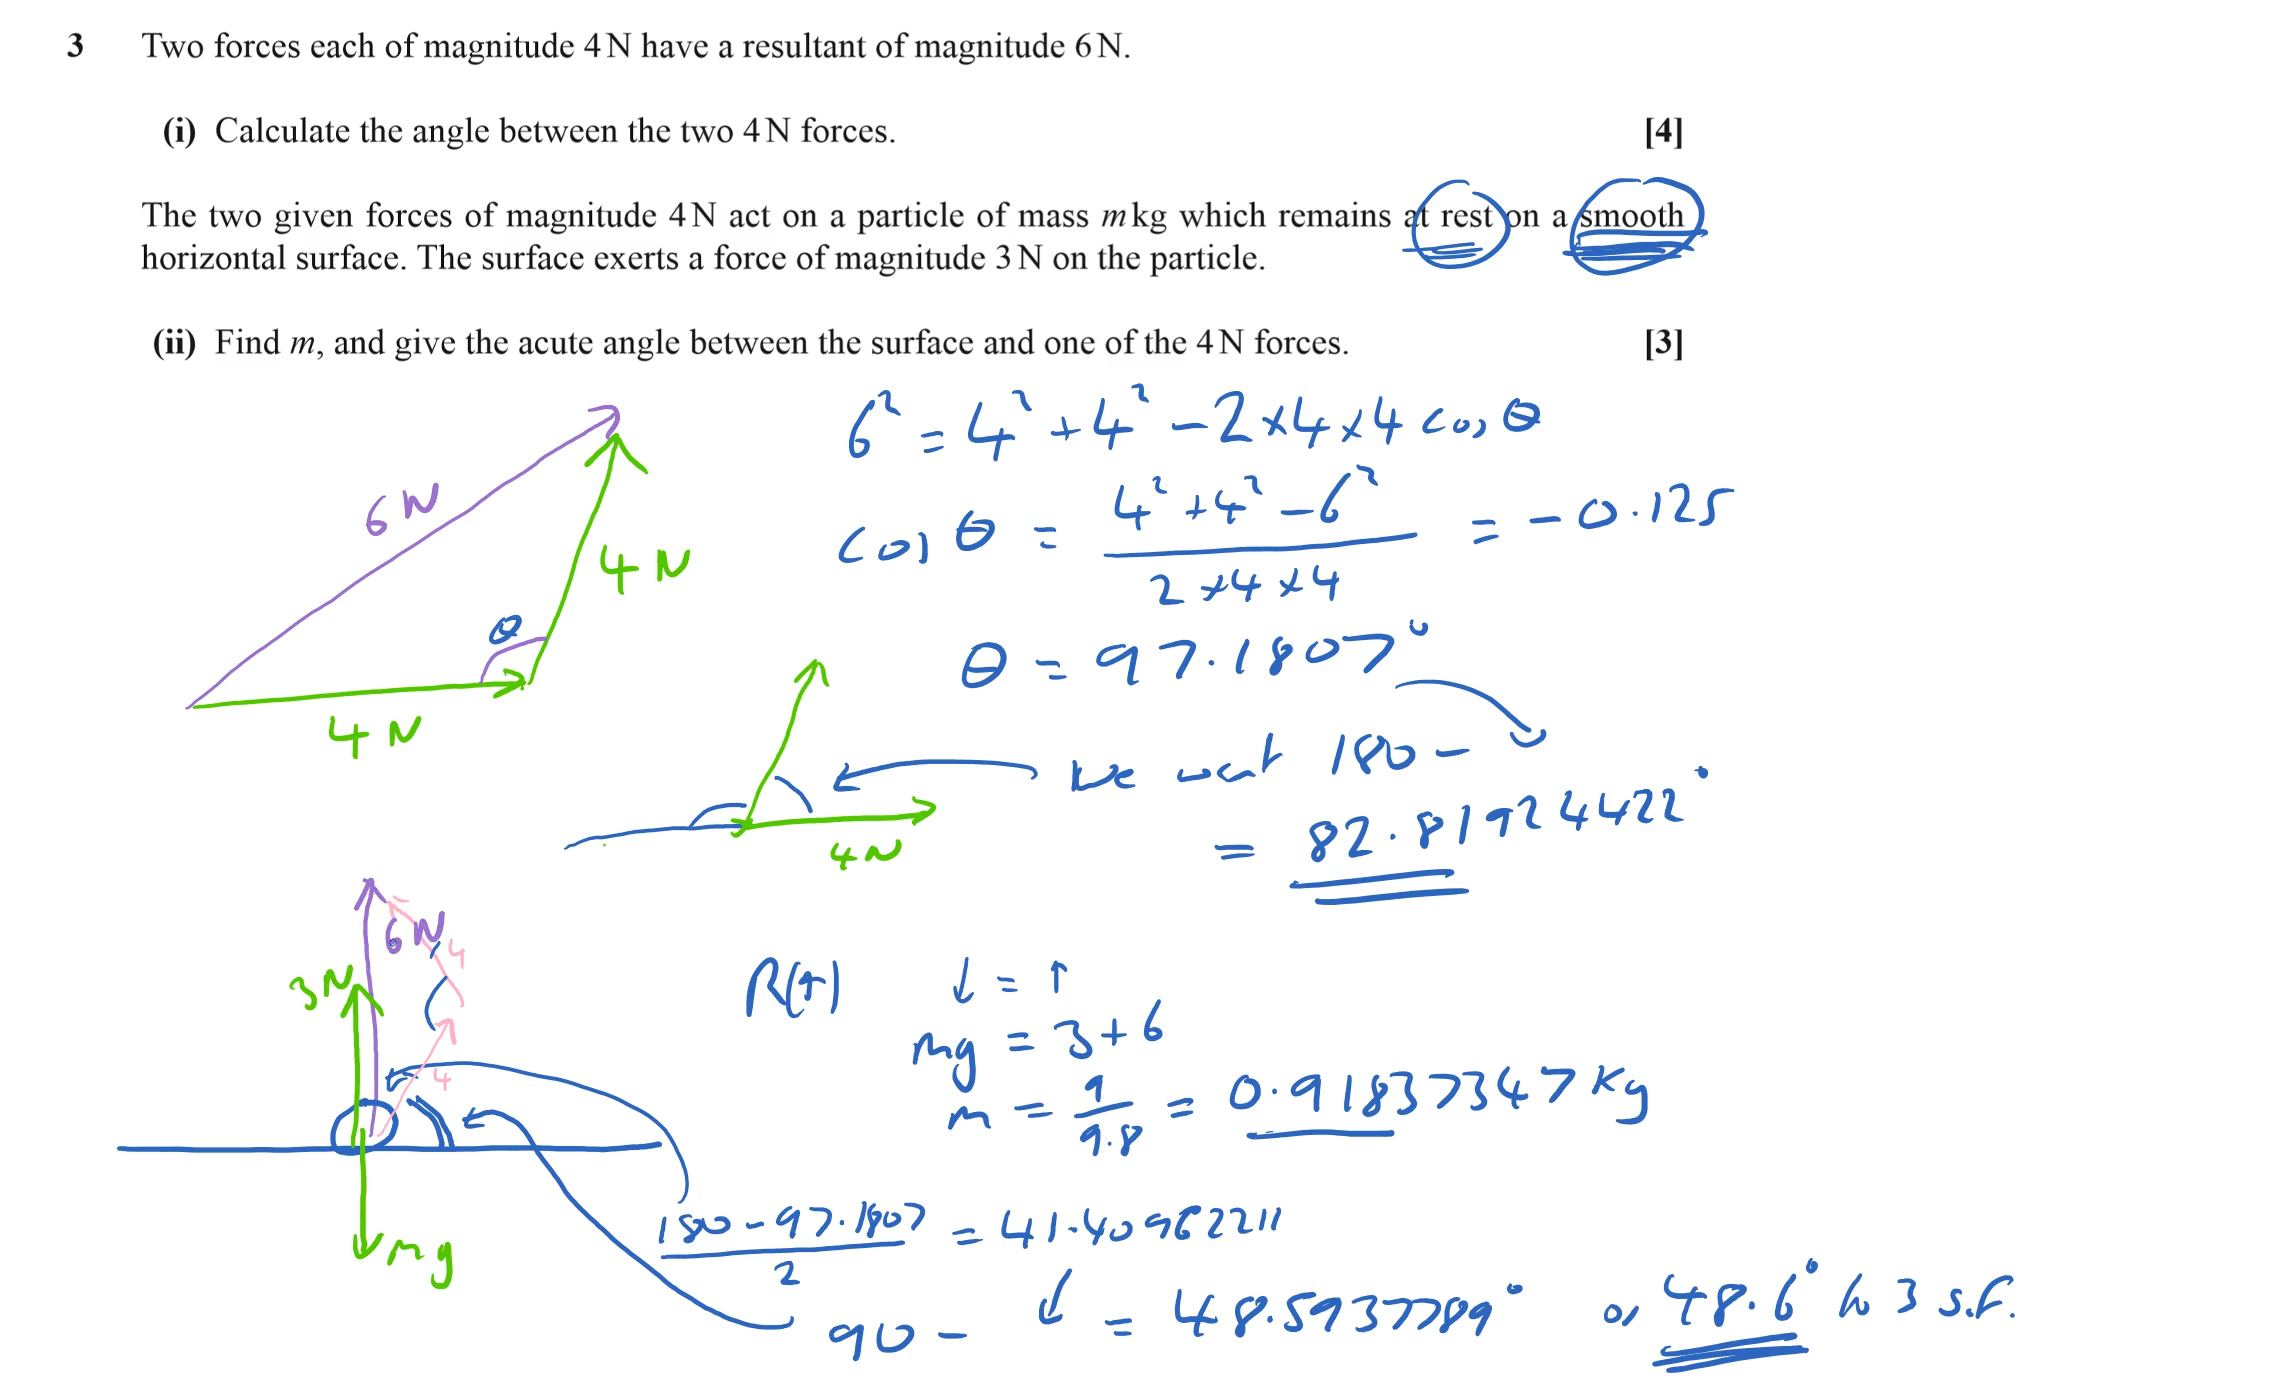 3 Two forces each of magnitude 4 N have a resultant of magnitude 6 N.
(i) Calculate the angle between the two 4 N forces. [4]
The two given forces of magnitude 4 N act on a particle of mass m kg which remains at rest on a smooth
horizontal surface. The surface exerts a force of magnitude 3 N on the particle.
(ii) Find m, and give the acute angle between the surface and one of the 4 N forces. [3]
6² = 4² + 4² − 2×4×4 cos θ
6 N
4 N
θ
4 N
cos θ = (4² + 4² − 6²) / (2×4×4) = −0.125
θ = 97.1807°
we want 180 −
4 N
= 82.81924422°
6 N
4
3 N
4
mg
R(↑) ↓ = ↑
mg = 3 + 6
m = 9/9.8 = 0.91837347 kg
(180 − 97.1807) / 2 = 41.40962211
90 − ↓ = 48.5937789° or 48.6° to 3 s.f.